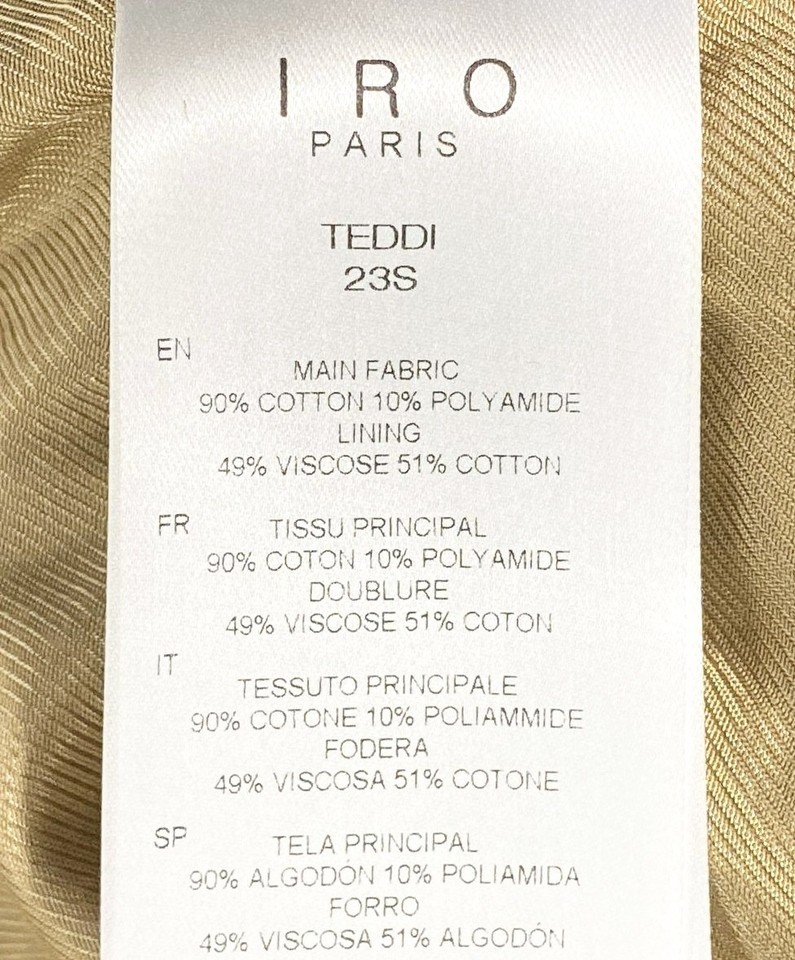 IRO
PARIS
TEDDI
23S
EN
MAIN FABRIC
90% COTTON 10% POLYAMIDE
LINING
49% VISCOSE 51% COTTON
FR
TISSU PRINCIPAL
90% COTON 10% POLYAMIDE
DOUBLURE
49% VISCOSE 51% COTON
IT
TESSUTO PRINCIPALE
90% COTONE 10% POLIAMMIDE
FODERA
49% VISCOSA 51% COTONE
SP
TELA PRINCIPAL
90% ALGODÓN 10% POLIAMIDA
FORRO
49% VISCOSA 51% ALGODÓN